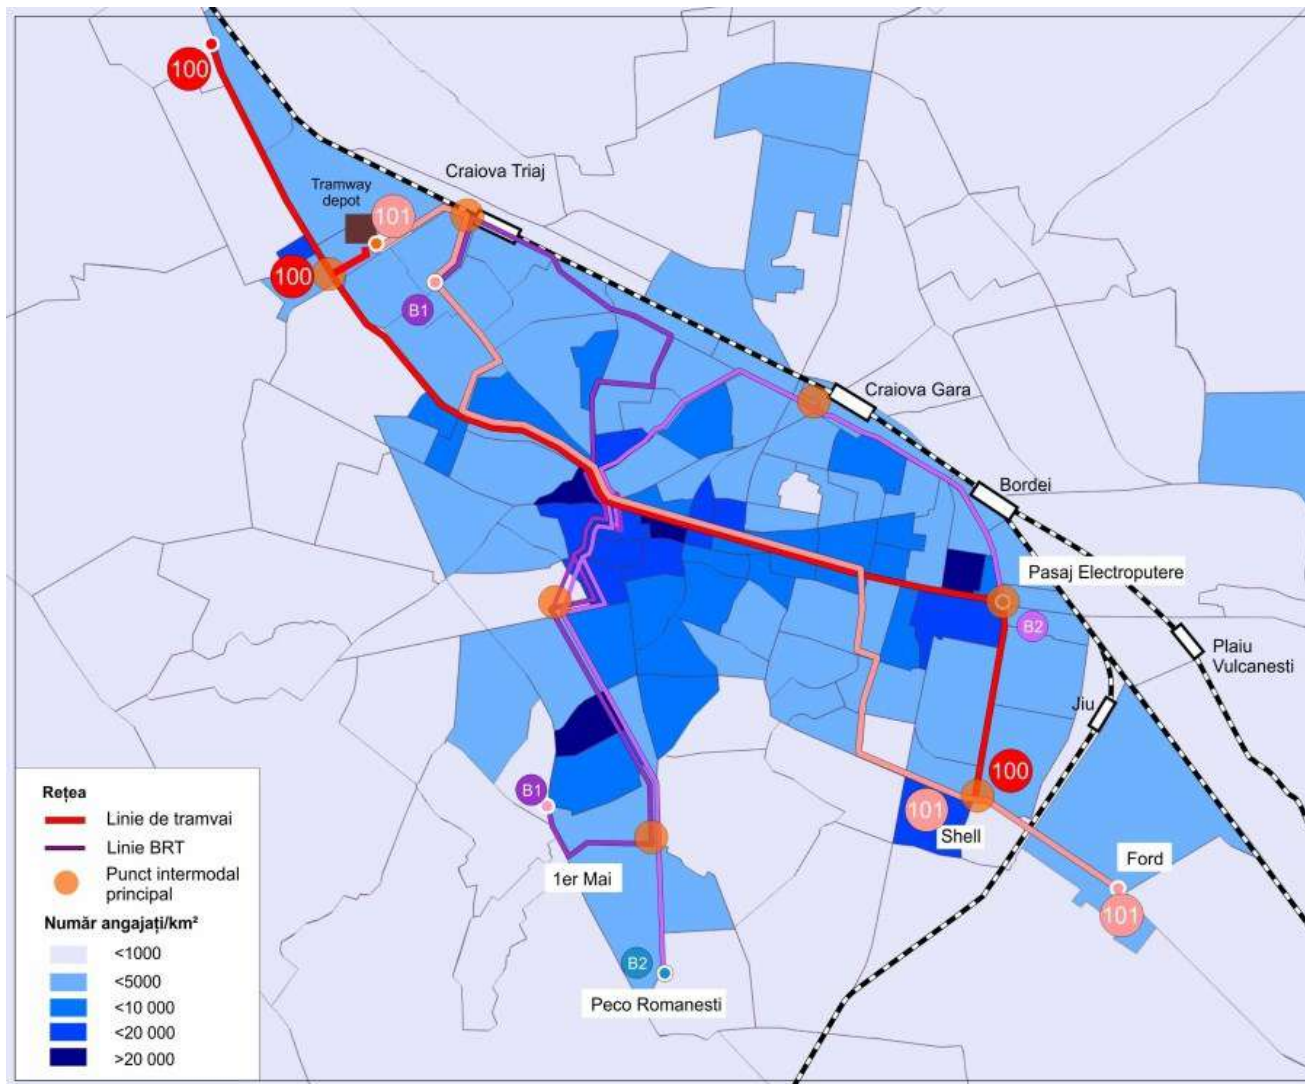 100
Craiova Triaj
Tramway
depot
101
100
B1
Craiova Gara
Bordei
Pasaj Electroputere
B2
Plaiu
Vulcanesti
Jiu
100
101
Shell
Ford
101
B1
1er Mai
B2
Peco Romanesti
Rețea
Linie de tramvai
Linie BRT
Punct intermodal
principal
Număr angajați/km²
<1000
<5000
<10 000
<20 000
>20 000